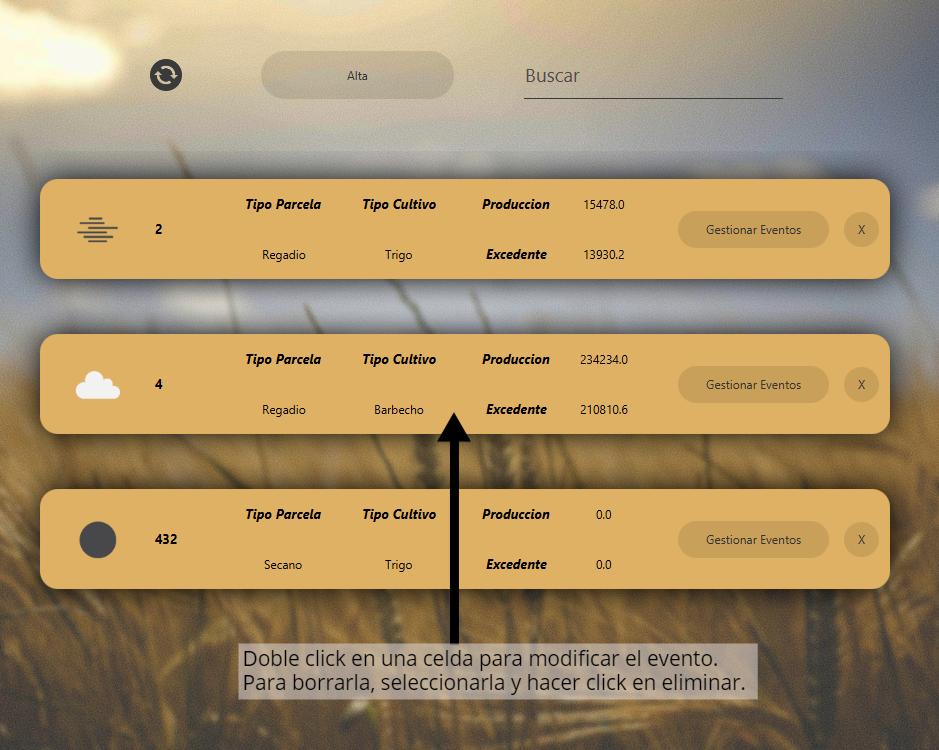 Alta
Buscar
Tipo Parcela Tipo Cultivo Produccion 15478.0
2 Gestionar Eventos X
Regadio Trigo Excedente 13930.2
Tipo Parcela Tipo Cultivo Produccion 234234.0
4 Gestionar Eventos X
Regadio Barbecho Excedente 210810.6
Tipo Parcela Tipo Cultivo Produccion 0.0
432 Gestionar Eventos X
Secano Trigo Excedente 0.0
Doble click en una celda para modificar el evento.
Para borrarla, seleccionarla y hacer click en eliminar.